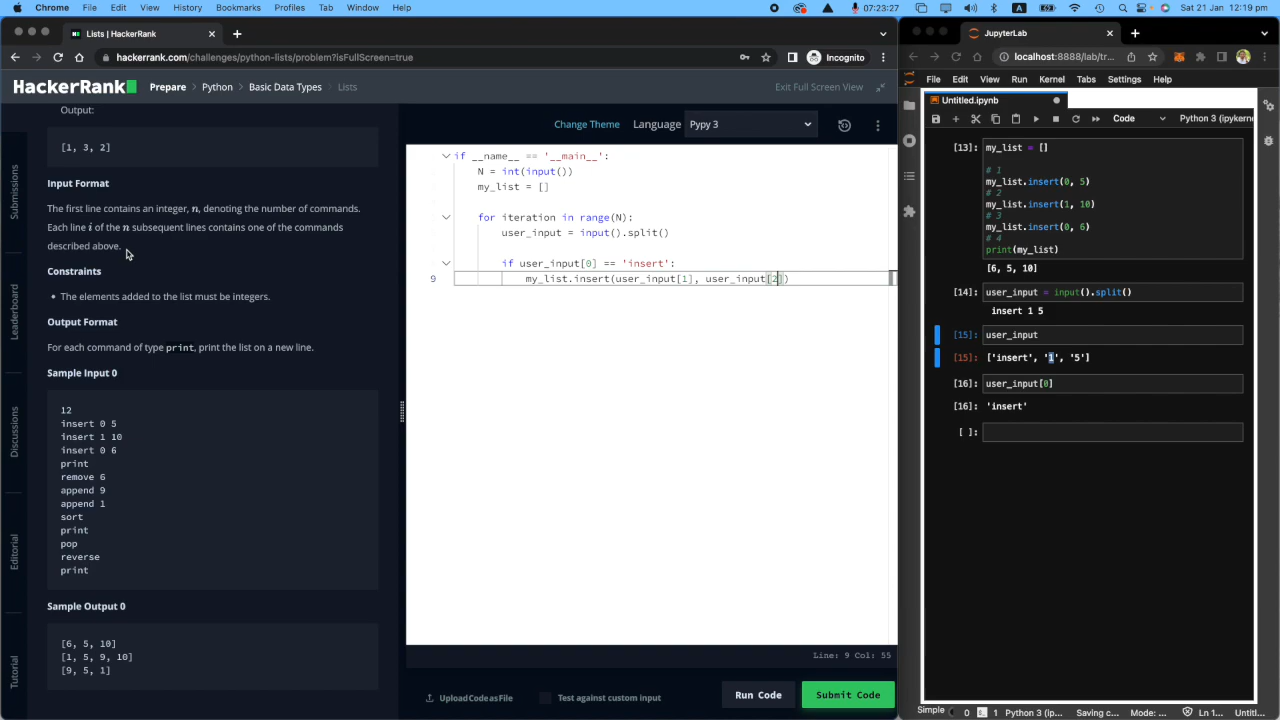 Chrome File Edit View History Bookmarks Profiles Tab Window Help 07:23:27 A Sat 21 Jan 12:19 pm
Lists | HackerRank
hackerrank.com/challenges/python-lists/problem?isFullScreen=true Incognito
HackerRank Prepare > Python > Basic Data Types > Lists Exit Full Screen View
Submissions
Leaderboard
Discussions
Editorial
Tutorial
Output:
[1, 3, 2]
Input Format
The first line contains an integer, n, denoting the number of commands.
Each line i of the n subsequent lines contains one of the commands
described above.
Constraints
• The elements added to the list must be integers.
Output Format
For each command of type print, print the list on a new line.
Sample Input 0
12
insert 0 5
insert 1 10
insert 0 6
print
remove 6
append 9
append 1
sort
print
pop
reverse
print
Sample Output 0
[6, 5, 10]
[1, 5, 9, 10]
[9, 5, 1]
Change Theme Language Pypy 3
if __name__ == '__main__':
N = int(input())
my_list = []
for iteration in range(N):
user_input = input().split()
if user_input[0] == 'insert':
9 my_list.insert(user_input[1], user_input[2])
Line: 9 Col: 55
Upload Code as File Test against custom input Run Code Submit Code
JupyterLab
localhost:8888/lab/tr...
File Edit View Run Kernel Tabs Settings Help
Untitled.ipynb
Code Python 3 (ipykerne
[13]: my_list = []
# 1
my_list.insert(0, 5)
# 2
my_list.insert(1, 10)
# 3
my_list.insert(0, 6)
# 4
print(my_list)
[6, 5, 10]
[14]: user_input = input().split()
insert 1 5
[15]: user_input
[15]: ['insert', '1', '5']
[16]: user_input[0]
[16]: 'insert'
[ ]:
Simple 0 1 Python 3 (ip... Saving c... Mode: ... Ln 1... Untit...